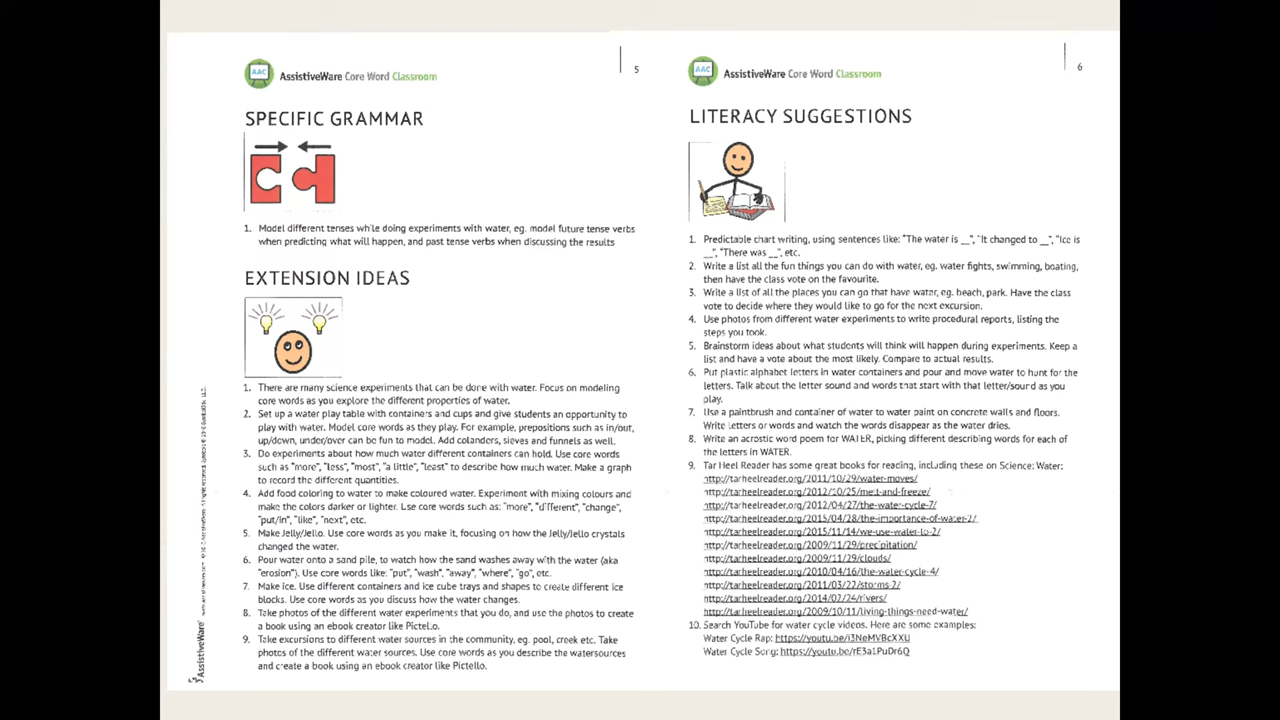 AAC
AssistiveWare Core Word Classroom
5
SPECIFIC GRAMMAR
1. Model different tenses while doing experiments with water, eg. model future tense verbs
when predicting what will happen, and past tense verbs when discussing the results
EXTENSION IDEAS
1. There are many science experiments that can be done with water. Focus on modeling
core words as you explore the different properties of water.
2. Set up a water play table with containers and cups and give students an opportunity to
play with water. Model core words as they play. For example, prepositions such as in/out,
up/down, under/over can be fun to model. Add colanders, sieves and funnels as well.
3. Do experiments about how much water different containers can hold. Use core words
such as "more", "less", "most", "a little", "least" to describe how much water. Make a graph
to record the different quantities.
4. Add food coloring to water to make coloured water. Experiment with mixing colours and
make the colors darker or lighter. Use core words such as: "more", "different", "change",
"put/in", "like", "next", etc.
5. Make Jelly/Jello. Use core words as you make it, focusing on how the Jelly/Jello crystals
changed the water.
6. Pour water onto a sand pile, to watch how the sand washes away with the water (aka
"erosion"). Use core words like: "put", "wash", "away", "where", "go", etc.
7. Make ice. Use different containers and ice cube trays and shapes to create different ice
blocks. Use core words as you discuss how the water changes.
8. Take photos of the different water experiments that you do, and use the photos to create
a book using an ebook creator like Pictello.
9. Take excursions to different water sources in the community, eg. pool, creek etc. Take
photos of the different water sources. Use core words as you describe the watersources
and create a book using an ebook creator like Pictello.
AssistiveWare
AAC
AssistiveWare Core Word Classroom
6
LITERACY SUGGESTIONS
1. Predictable chart writing, using sentences like: "The water is __", "It changed to __", "Ice is
__", "There was __", etc.
2. Write a list all the fun things you can do with water, eg. water fights, swimming, boating,
then have the class vote on the favourite.
3. Write a list of all the places you can go that have water, eg. beach, park. Have the class
vote to decide where they would like to go for the next excursion.
4. Use photos from different water experiments to write procedural reports, listing the
steps you took.
5. Brainstorm ideas about what students will think will happen during experiments. Keep a
list and have a vote about the most likely. Compare to actual results.
6. Put plastic alphabet letters in water containers and pour and move water to hunt for the
letters. Talk about the letter sound and words that start with that letter/sound as you
play.
7. Use a paintbrush and container of water to water paint on concrete walls and floors.
Write letters or words and watch the words disappear as the water dries.
8. Write an acrostic word poem for WATER, picking different describing words for each of
the letters in WATER.
9. Tar Heel Reader has some great books for reading, including these on Science: Water:
http://tarheelreader.org/2011/10/29/water-moves/
http://tarheelreader.org/2012/10/25/melt-and-freeze/
http://tarheelreader.org/2012/04/27/the-water-cycle-7/
http://tarheelreader.org/2015/04/28/the-importance-of-water-2/
http://tarheelreader.org/2015/11/14/we-use-water-to-2/
http://tarheelreader.org/2009/11/29/precipitation/
http://tarheelreader.org/2009/11/29/clouds/
http://tarheelreader.org/2010/04/16/the-water-cycle-4/
http://tarheelreader.org/2011/03/22/storms-2/
http://tarheelreader.org/2014/02/24/rivers/
http://tarheelreader.org/2009/10/11/living-things-need-water/
10. Search YouTube for water cycle videos. Here are some examples:
Water Cycle Rap: https://youtu.be/i3NeMVBcXXU
Water Cycle Song: https://youtu.be/rE3a1PuDr6Q